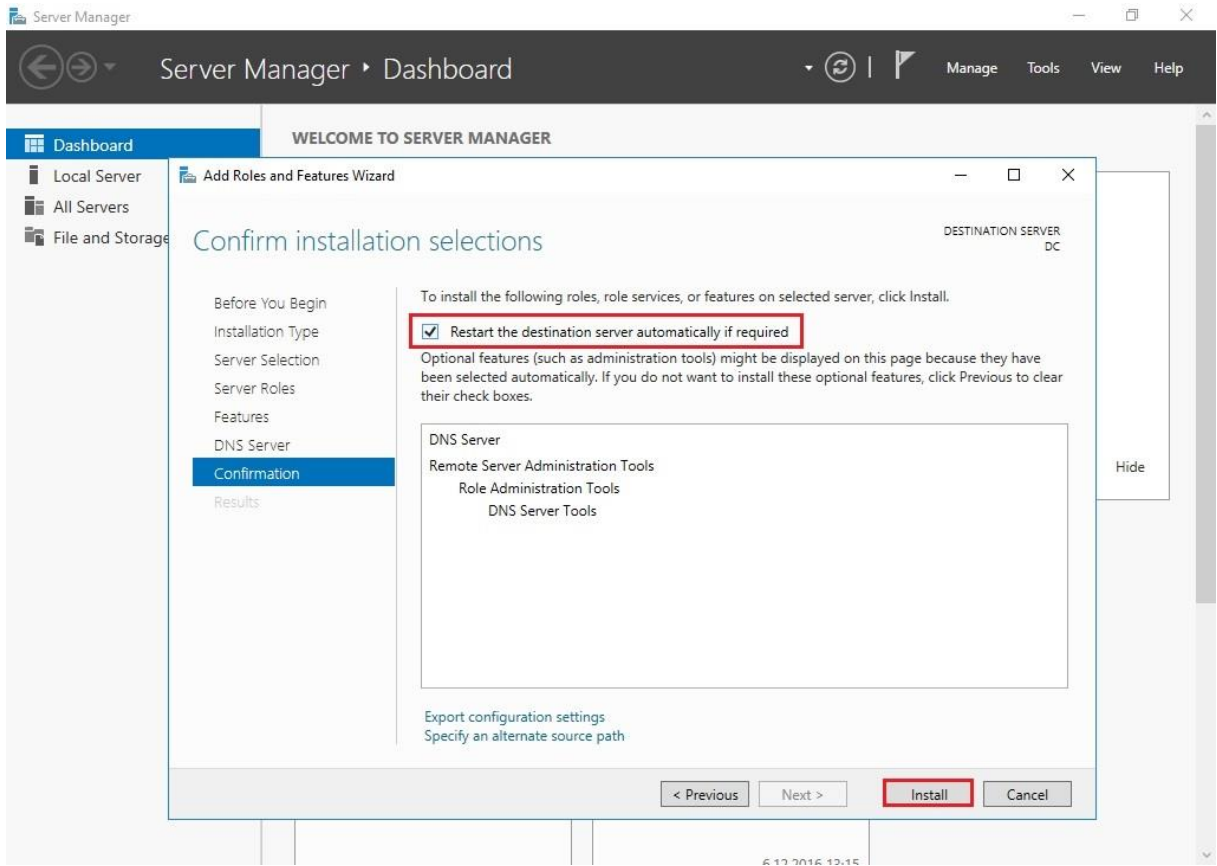 Server Manager
Server Manager • Dashboard
Manage Tools View Help
Dashboard
Local Server
All Servers
File and Storage
WELCOME TO SERVER MANAGER
Add Roles and Features Wizard
Confirm installation selections
DESTINATION SERVER
DC
Before You Begin
Installation Type
Server Selection
Server Roles
Features
DNS Server
Confirmation
Results
To install the following roles, role services, or features on selected server, click Install.
Restart the destination server automatically if required
Optional features (such as administration tools) might be displayed on this page because they have
been selected automatically. If you do not want to install these optional features, click Previous to clear
their check boxes.
DNS Server
Remote Server Administration Tools
Role Administration Tools
DNS Server Tools
Export configuration settings
Specify an alternate source path
< Previous Next > Install Cancel
Hide
6.12.2016 13:15